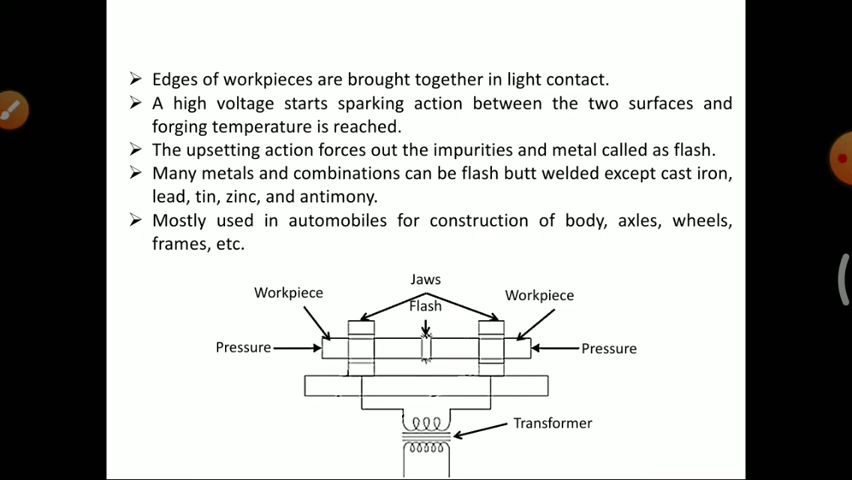 ➢ Edges of workpieces are brought together in light contact.
➢ A high voltage starts sparking action between the two surfaces and
forging temperature is reached.
➢ The upsetting action forces out the impurities and metal called as flash.
➢ Many metals and combinations can be flash butt welded except cast iron,
lead, tin, zinc, and antimony.
➢ Mostly used in automobiles for construction of body, axles, wheels,
frames, etc.
Jaws
Workpiece
Flash
Workpiece
Pressure
Pressure
Transformer